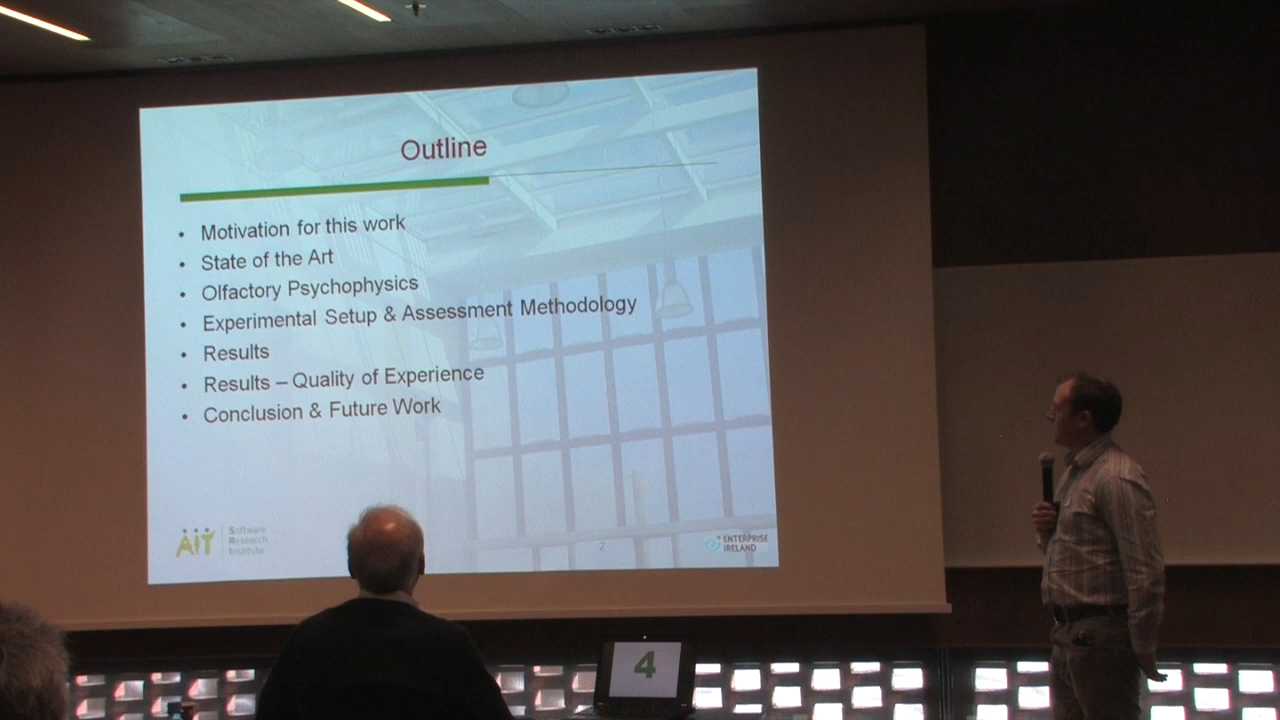 Outline
• Motivation for this work
• State of the Art
• Olfactory Psychophysics
• Experimental Setup & Assessment Methodology
• Results
• Results – Quality of Experience
• Conclusion & Future Work
AIT
Software
Research
Institute
2
ENTERPRISE
IRELAND
4